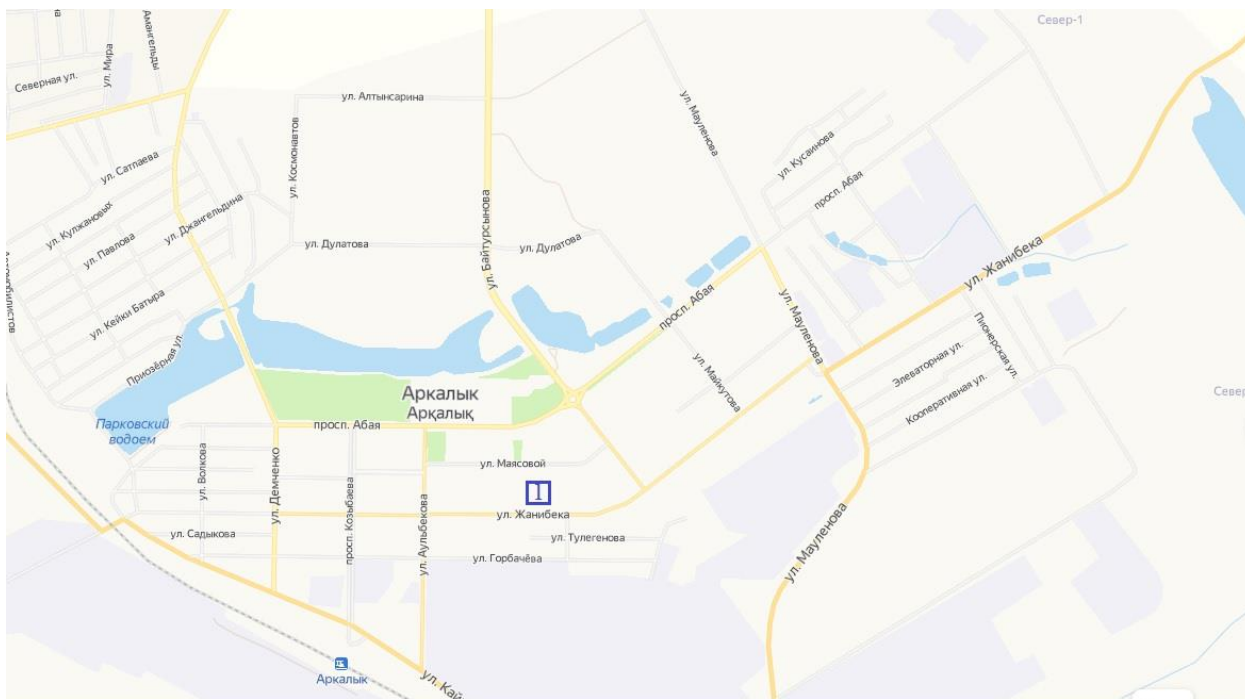 Север-1
Амангельды
ул. Мира
Северная ул.
ул. Алтынсарина
ул. Мауленова
ул. Кусаинова
просп. Абая
ул. Космонавтов
ул. Сатпаева
ул. Кулжановых
ул. Павлова
ул. Джангельдина
ул. Байтурсынова
ул. Дулатова
ул. Дулатова
ул. Жанибека
ул. Кейки Батыра
просп. Абая
ул. Мауленова
Приозёрная ул.
Пионерская ул.
Элеваторная ул.
ул. Майкутова
Аркалык
Арқалық
Кооперативная ул.
Парковский
водоем
просп. Абая
ул. Волкова
ул. Демченко
ул. Маясовой
просп. Козыбаева
ул. Аульбекова
1
ул. Жанибека
ул. Садыкова
ул. Тулегенова
ул. Мауленова
ул. Горбачёва
Аркалык